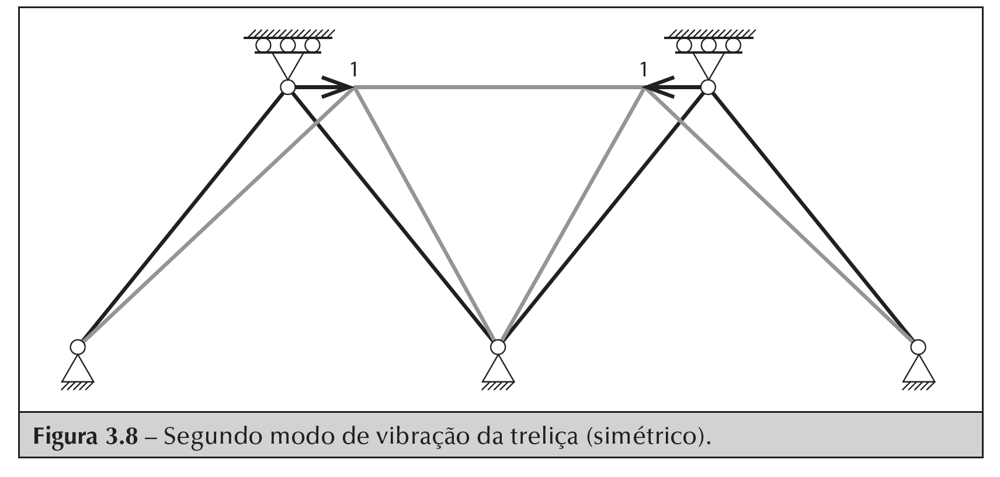 1 1
Figura 3.8 – Segundo modo de vibração da treliça (simétrico).